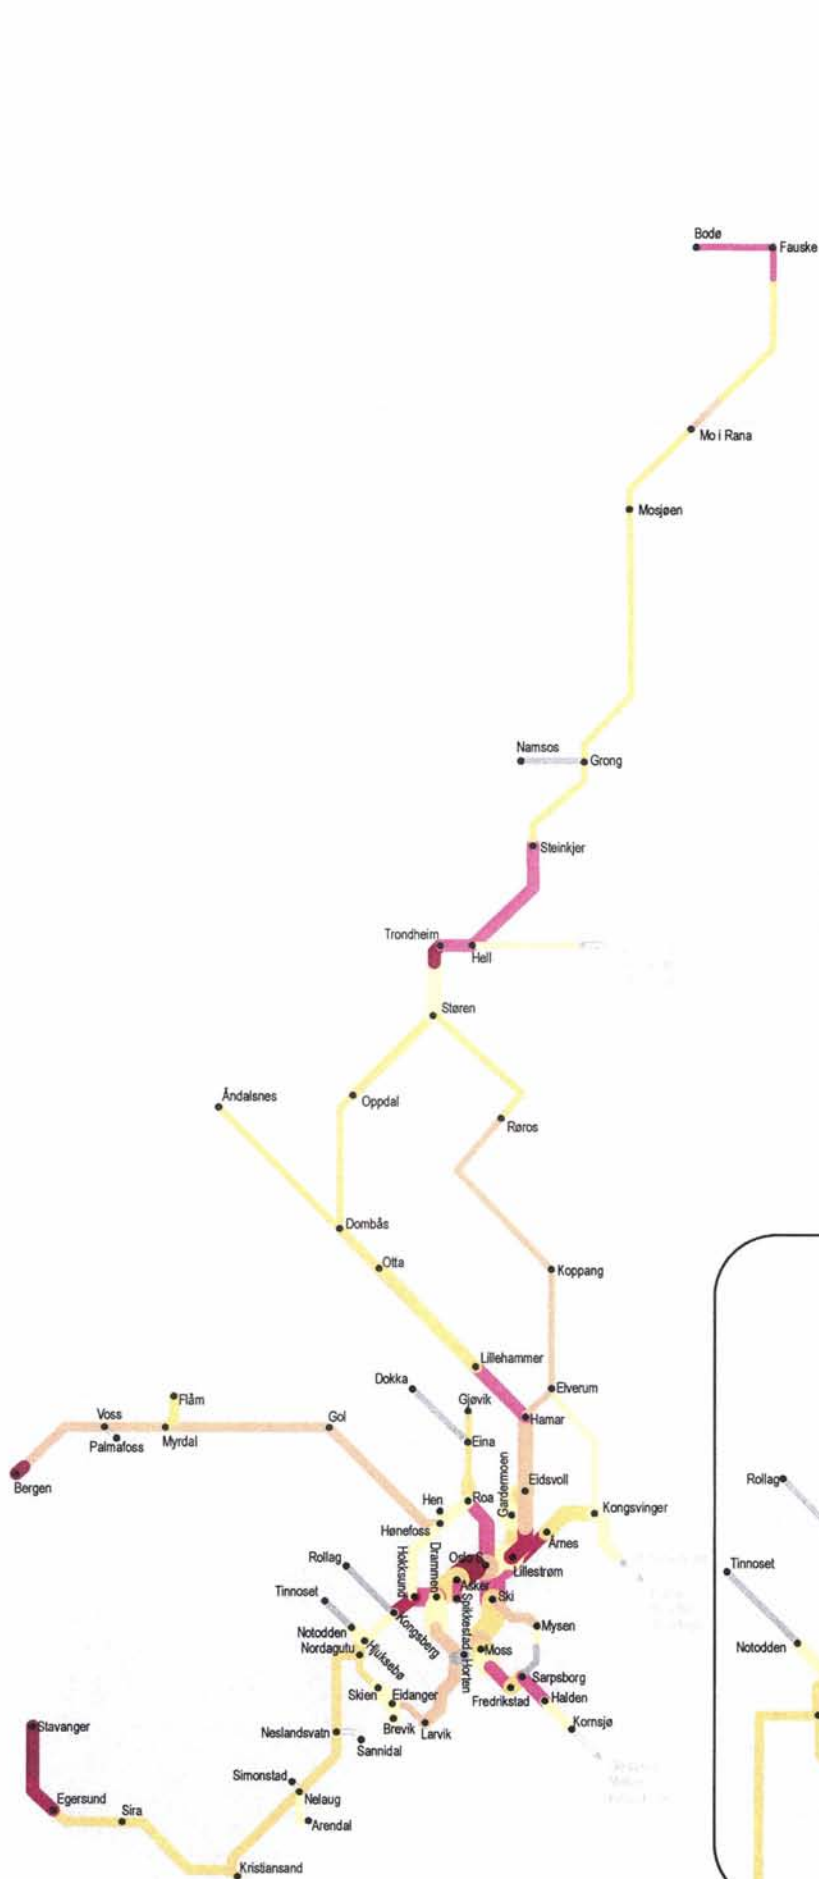 Bodø
Fauske
Mo i Rana
Mosjøen
Namsos
Grong
Steinkjer
Trondheim
Hell
Støren
Åndalsnes
Oppdal
Røros
Dombås
Otta
Koppang
Lillehammer
Dokka
Elverum
Flåm
Gjøvik
Hamar
Voss
Gol
Palmafoss
Myrdal
Eina
Bergen
Gardermoen
Eidsvoll
Rollag
Hen
Roa
Kongsvinger
Hønefoss
Årnes
Hokksund
Drammen
Oslo S
Lillestrøm
Rollag
Tinnoset
Asker
Tinnoset
Spikkestad
Ski
Kongsberg
Mysen
Notodden
Notodden
Nordagutu
Hjuksebø
Moss
Horten
Sarpsborg
Skien
Eidanger
Fredrikstad
Halden
Stavanger
Neslandsvatn
Brevik
Larvik
Kornsjø
Sannidal
Simonstad
Egersund
Nelaug
Sira
Arendal
Kristiansand